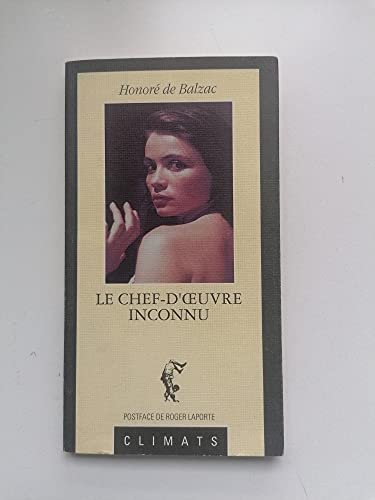 Honoré de Balzac
LE CHEF-D'ŒUVRE
INCONNU
POSTFACE DE ROGER LAPORTE
CLIMATS